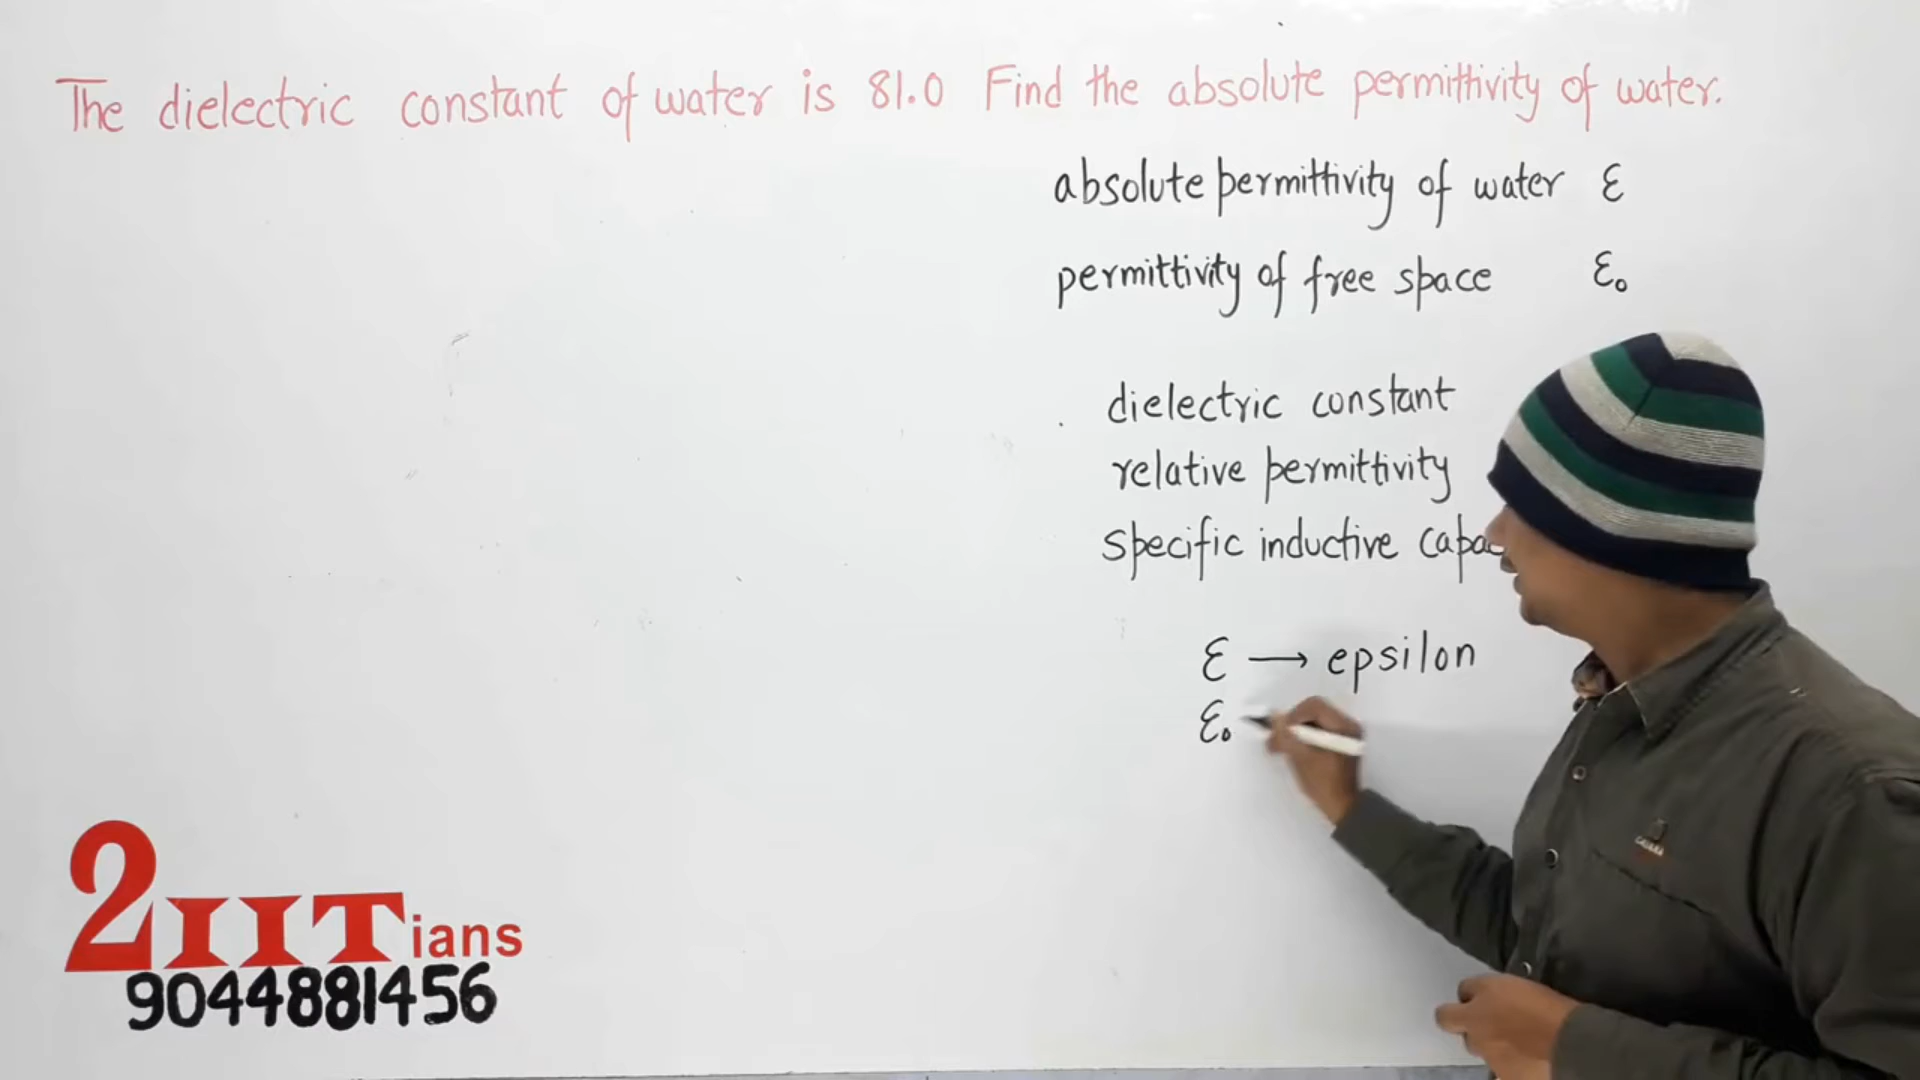 The dielectric constant of water is 81.0 Find the absolute permittivity of water.
absolute permittivity of water ε
permittivity of free space ε₀
dielectric constant
relative permittivity
specific inductive
ε → epsilon
ε₀
2IITians
9044881456